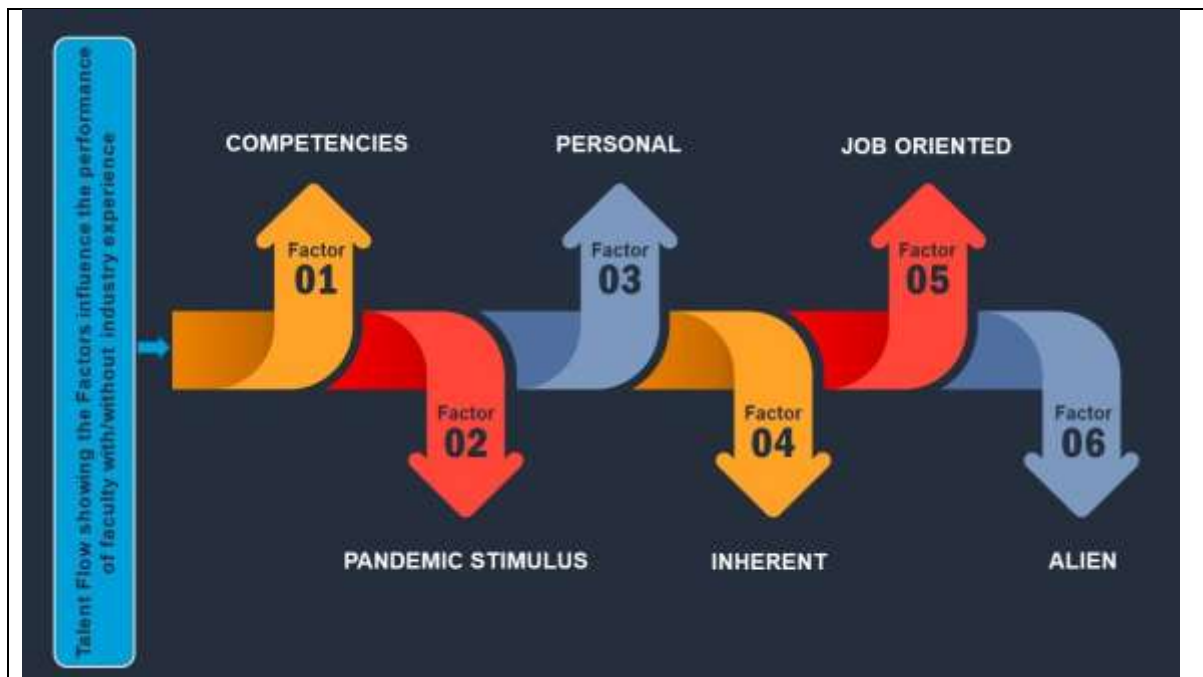 Talent Flow showing the Factors influence the performance
of faculty with/without industry experience
COMPETENCIES
PERSONAL
JOB ORIENTED
Factor
01
Factor
03
Factor
05
Factor
02
Factor
04
Factor
06
PANDEMIC STIMULUS
INHERENT
ALIEN